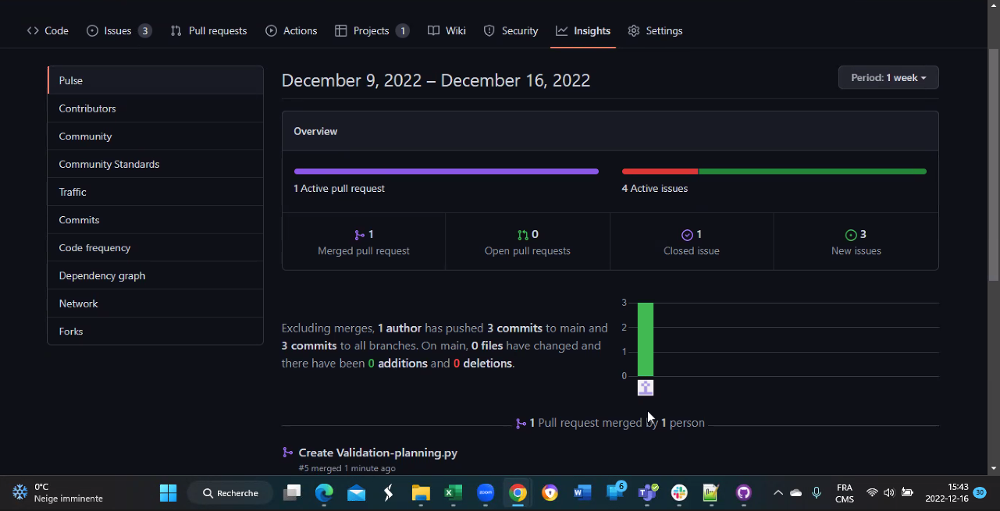 Code Issues 3 Pull requests Actions Projects 1 Wiki Security Insights Settings
Pulse
Contributors
Community
Community Standards
Traffic
Commits
Code frequency
Dependency graph
Network
Forks
December 9, 2022 – December 16, 2022
Period: 1 week
Overview
1 Active pull request
4 Active issues
1
Merged pull request
0
Open pull requests
1
Closed issue
3
New issues
Excluding merges, 1 author has pushed 3 commits to main and
3 commits to all branches. On main, 0 files have changed and
there have been 0 additions and 0 deletions.
3
2
1
0
1 Pull request merged by 1 person
Create Validation-planning.py
#5 merged 1 minute ago
0°C
Neige imminente
Recherche
zoom
6
FRA
CMS
15:43
2022-12-16
30